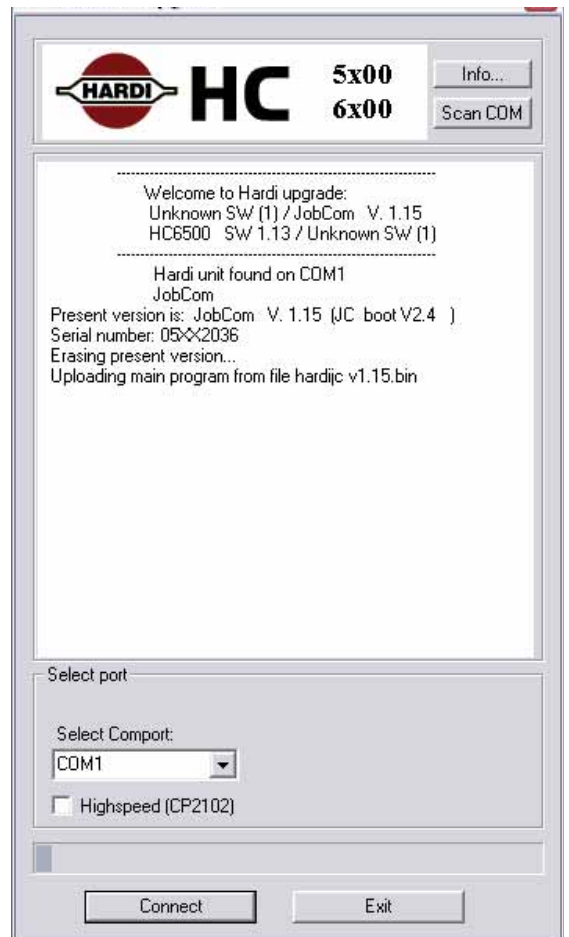 HARDI HC 5x00
6x00
Info...
Scan COM
------------------------------------------------------------------------
Welcome to Hardi upgrade:
Unknown SW (1) / JobCom V. 1.15
HC6500 SW 1.13 / Unknown SW (1)
------------------------------------------------------------------------
Hardi unit found on COM1
JobCom
Present version is: JobCom V. 1.15 (JC boot V2.4 )
Serial number: 05XX2036
Erasing present version...
Uploading main program from file hardijc v1.15.bin
Select port
Select Comport:
COM1
Highspeed (CP2102)
Connect
Exit